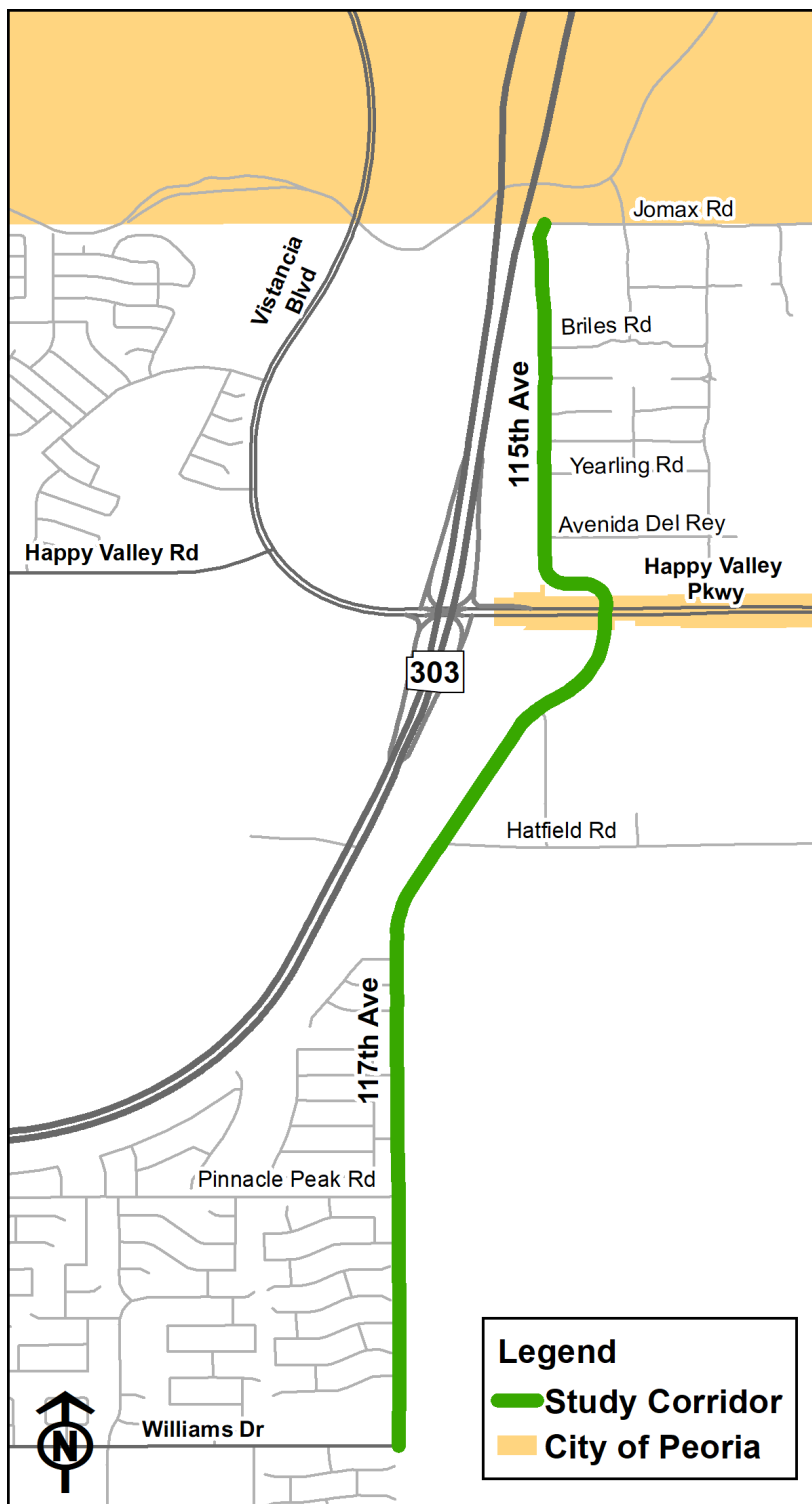 Jomax Rd
Vistancia
Blvd
Briles Rd
115th Ave
Yearling Rd
Avenida Del Rey
Happy Valley Rd
Happy Valley
Pkwy
303
Hatfield Rd
117th Ave
Pinnacle Peak Rd
Williams Dr
N
Legend
Study Corridor
City of Peoria